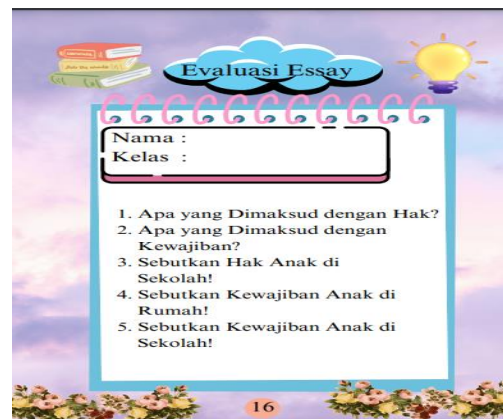 Evaluasi Essay
Nama :
Kelas :
1. Apa yang Dimaksud dengan Hak?
2. Apa yang Dimaksud dengan
Kewajiban?
3. Sebutkan Hak Anak di
Sekolah!
4. Sebutkan Kewajiban Anak di
Rumah!
5. Sebutkan Kewajiban Anak di
Sekolah!
16